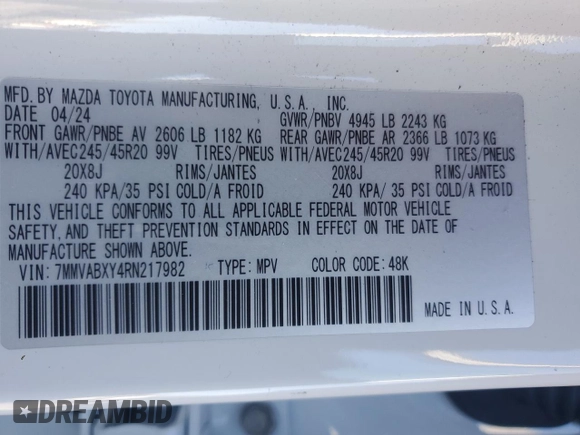 MFD. BY MAZDA TOYOTA MANUFACTURING, U.S.A., INC.
DATE 04/24 GVWR/PNBV 4945 LB 2243 KG
FRONT GAWR/PNBE AV 2606 LB 1182 KG REAR GAWR/PNBE AR 2366 LB 1073 KG
WITH/AVEC245/45R20 99V TIRES/PNEUS WITH/AVEC245/45R20 99V TIRES/PNEUS
20X8J RIMS/JANTES 20X8J RIMS/JANTES
240 KPA/35 PSI COLD/A FROID 240 KPA/ 35 PSI COLD/A FROID
THIS VEHICLE CONFORMS TO ALL APPLICABLE FEDERAL MOTOR VEHICLE
SAFETY, AND THEFT PREVENTION STANDARDS IN EFFECT ON THE DATE OF
MANUFACTURE SHOWN ABOVE.
VIN: 7MMVABXY4RN217982 TYPE: MPV COLOR CODE: 48K
MADE IN U.S.A.
DREAMBID